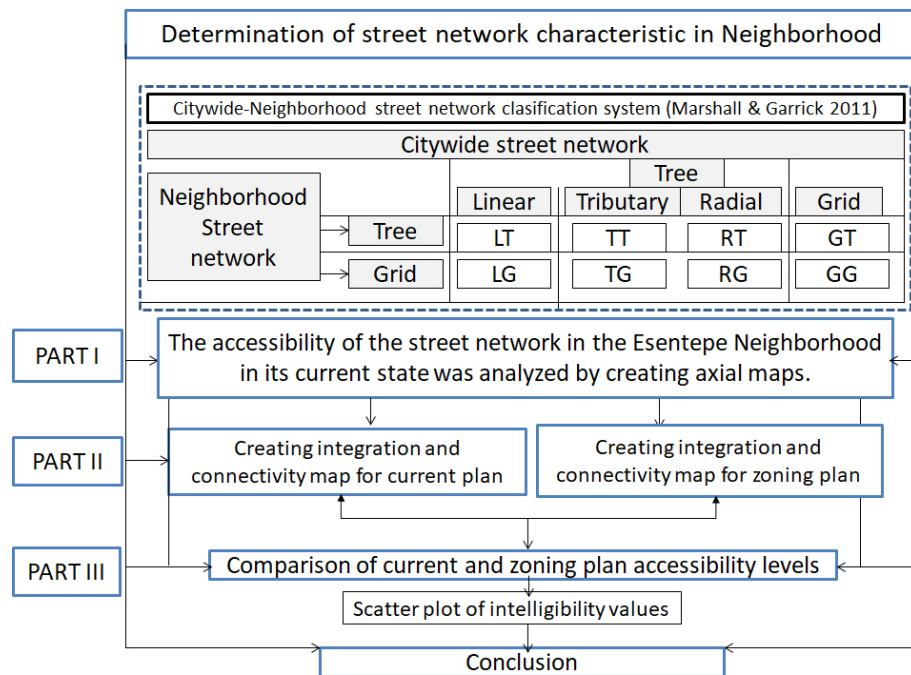 Determination of street network characteristic in Neighborhood
Citywide-Neighborhood street network clasification system (Marshall & Garrick 2011)
Citywide street network
Neighborhood
Street
network
Tree
Linear
Tributary
Radial
Grid
Tree
LT
TT
RT
GT
Grid
LG
TG
RG
GG
PART I
The accessibility of the street network in the Esentepe Neighborhood
in its current state was analyzed by creating axial maps.
PART II
Creating integration and
connectivity map for current plan
Creating integration and
connectivity map for zoning plan
PART III
Comparison of current and zoning plan accessibility levels
Scatter plot of intelligibility values
Conclusion